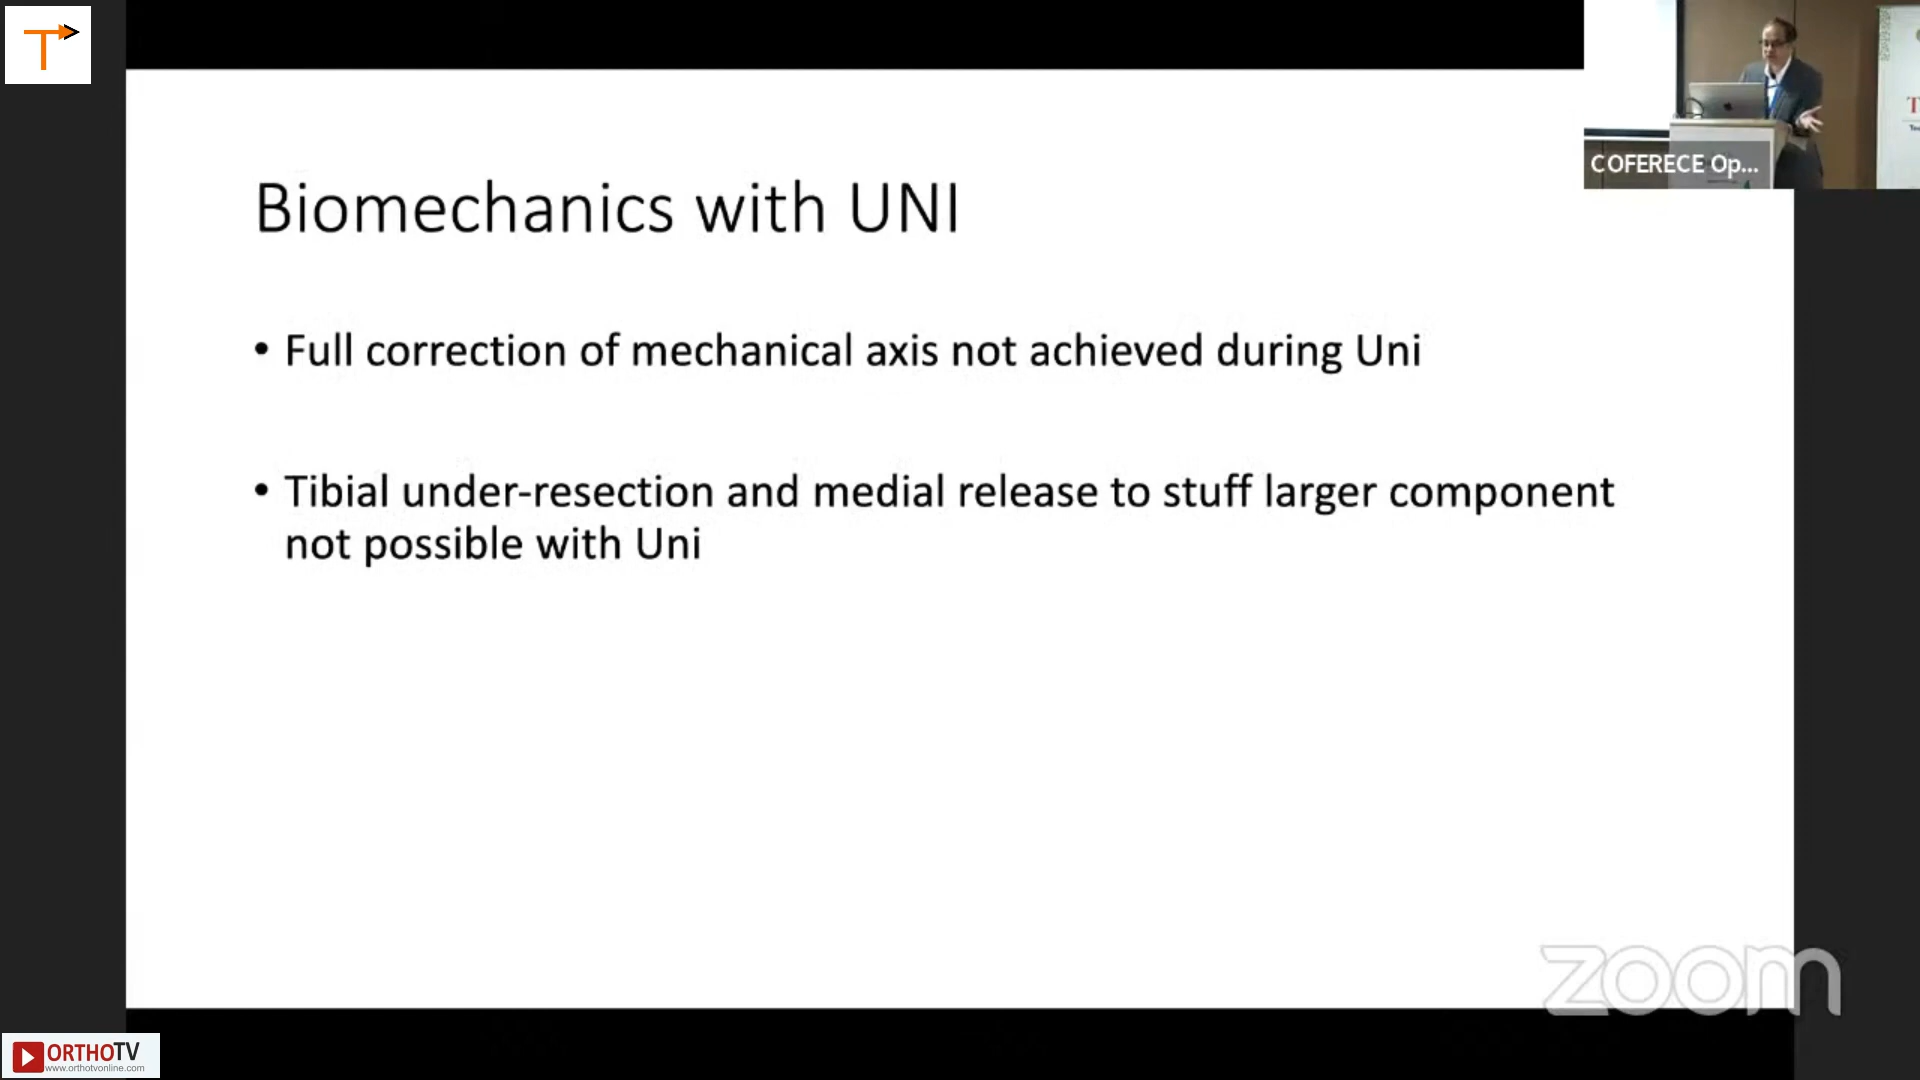 T
COFERECE Op...
Biomechanics with UNI
• Full correction of mechanical axis not achieved during Uni
• Tibial under-resection and medial release to stuff larger component
not possible with Uni
zoom
ORTHOTV
www.orthotvonline.com